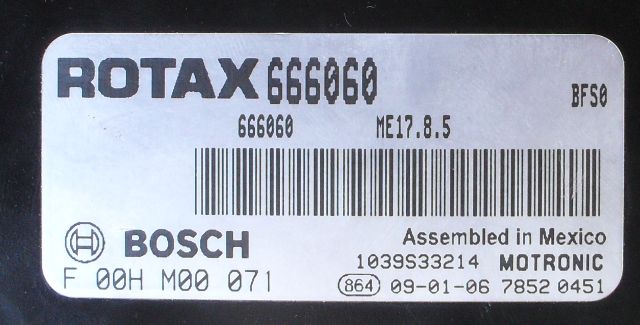 ROTAX 666060
BFS0
666060 ME17.8.5
BOSCH Assembled in Mexico
1039S33214 MOTRONIC
F 00H M00 071 864 09-01-06 7852 0451